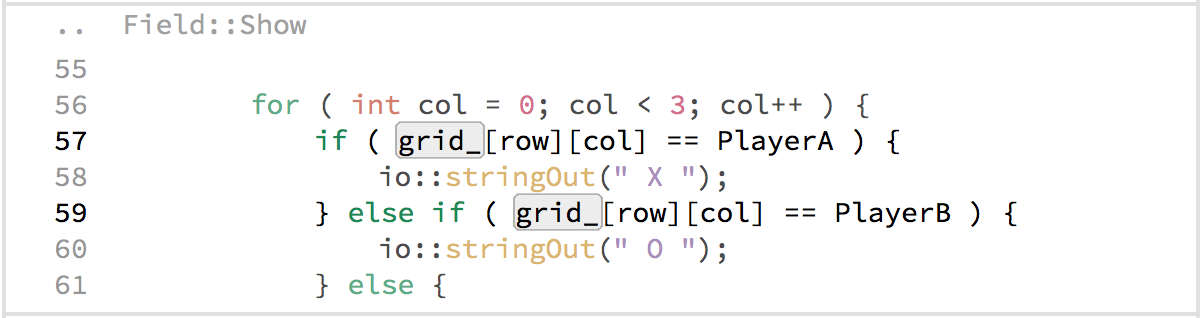 .. Field::Show
55
56 for ( int col = 0; col < 3; col++ ) {
57 if ( grid_[row][col] == PlayerA ) {
58 io::stringOut(" X ");
59 } else if ( grid_[row][col] == PlayerB ) {
60 io::stringOut(" O ");
61 } else {